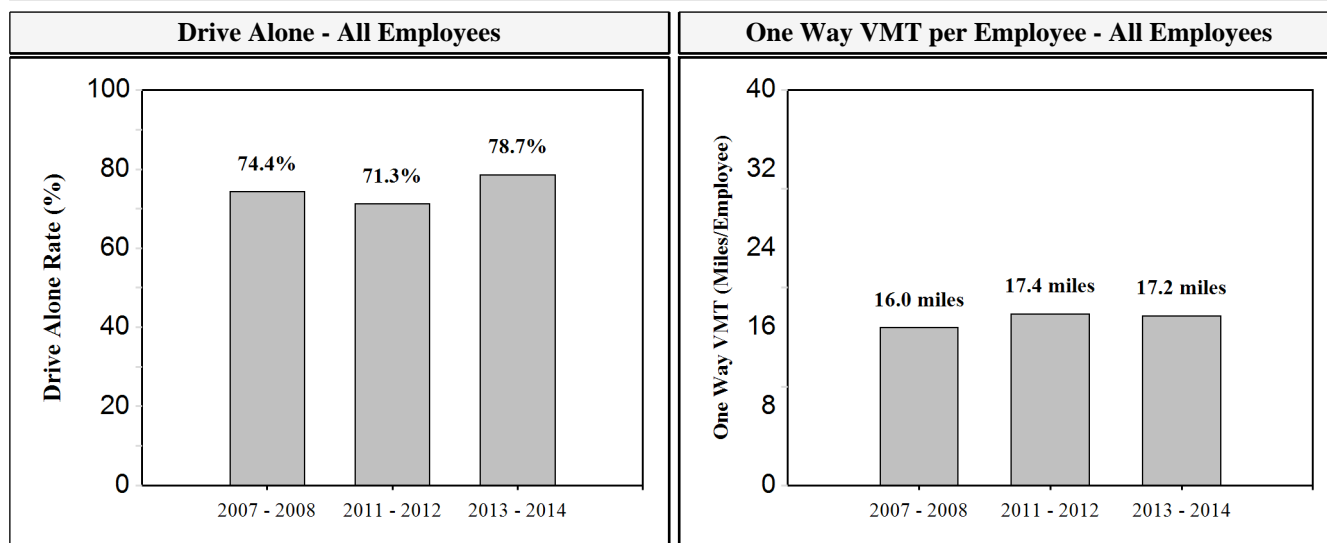 Drive Alone - All Employees
One Way VMT per Employee - All Employees
Drive Alone Rate (%)
100
80
60
40
20
0
74.4%
71.3%
78.7%
2007 - 2008
2011 - 2012
2013 - 2014
One Way VMT (Miles/Employee)
40
32
24
16
8
0
16.0 miles
17.4 miles
17.2 miles
2007 - 2008
2011 - 2012
2013 - 2014